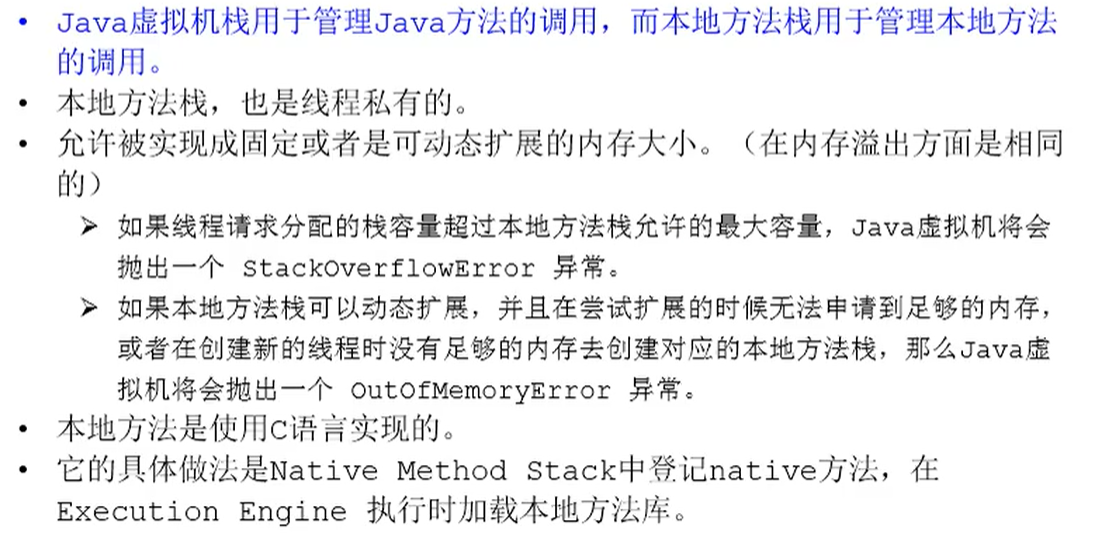 • Java虚拟机栈用于管理Java方法的调用，而本地方法栈用于管理本地方法
的调用。
• 本地方法栈，也是线程私有的。
• 允许被实现成固定或者是可动态扩展的内存大小。（在内存溢出方面是相同
的）
➢ 如果线程请求分配的栈容量超过本地方法栈允许的最大容量，Java虚拟机将会
抛出一个 StackOverflowError 异常。
➢ 如果本地方法栈可以动态扩展，并且在尝试扩展的时候无法申请到足够的内存，
或者在创建新的线程时没有足够的内存去创建对应的本地方法栈，那么Java虚
拟机将会抛出一个 OutOfMemoryError 异常。
• 本地方法是使用C语言实现的。
• 它的具体做法是Native Method Stack中登记native方法，在
Execution Engine 执行时加载本地方法库。